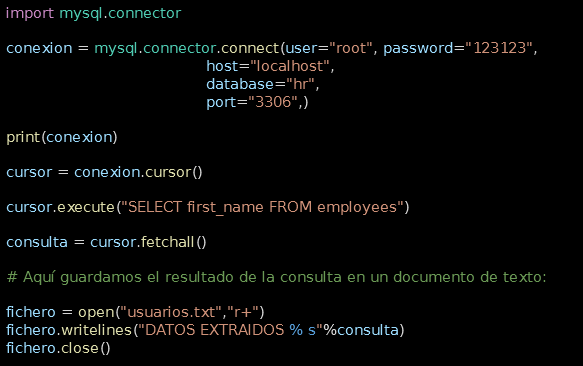 import mysql.connector
conexion = mysql.connector.connect(user="root", password="123123",
host="localhost",
database="hr",
port="3306",)
print(conexion)
cursor = conexion.cursor()
cursor.execute("SELECT first_name FROM employees")
consulta = cursor.fetchall()
# Aquí guardamos el resultado de la consulta en un documento de texto:
fichero = open("usuarios.txt","r+")
fichero.writelines("DATOS EXTRAIDOS % s"%consulta)
fichero.close()